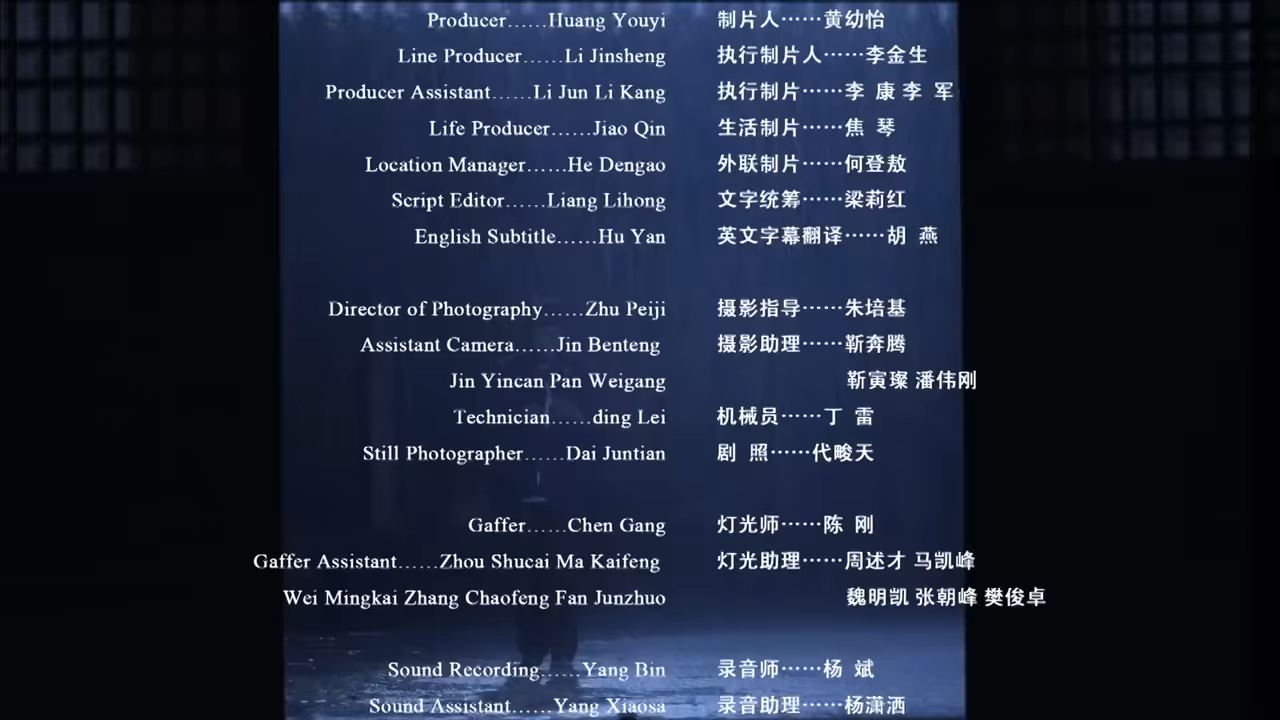 Producer……Huang Youyi 制片人……黄幼怡
Line Producer……Li Jinsheng 执行制片人……李金生
Producer Assistant……Li Jun Li Kang 执行制片……李 康 李 军
Life Producer……Jiao Qin 生活制片……焦 琴
Location Manager……He Dengao 外联制片……何登敖
Script Editor……Liang Lihong 文字统筹……梁莉红
English Subtitle……Hu Yan 英文字幕翻译……胡 燕
Director of Photography……Zhu Peiji 摄影指导……朱培基
Assistant Camera……Jin Benteng 摄影助理……靳奔腾
Jin Yincan Pan Weigang 靳寅璨 潘伟刚
Technician……ding Lei 机械员……丁 雷
Still Photographer……Dai Juntian 剧 照……代畯天
Gaffer……Chen Gang 灯光师……陈 刚
Gaffer Assistant……Zhou Shucai Ma Kaifeng 灯光助理……周述才 马凯峰
Wei Mingkai Zhang Chaofeng Fan Junzhuo 魏明凯 张朝峰 樊俊卓
Sound Recording……Yang Bin 录音师……杨 斌
Sound Assistant……Yang Xiaosa 录音助理……杨潇洒